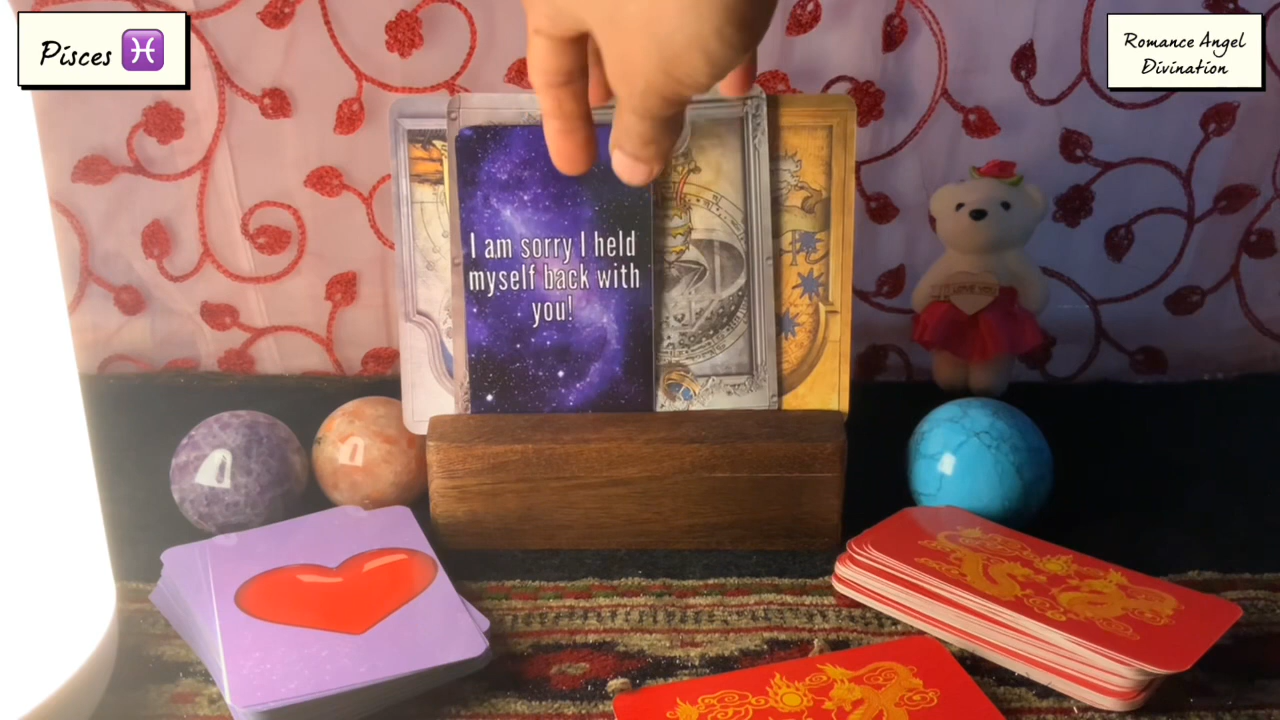 Pisces ♓
Romance Angel
Divination
I am sorry I held
myself back with
you!